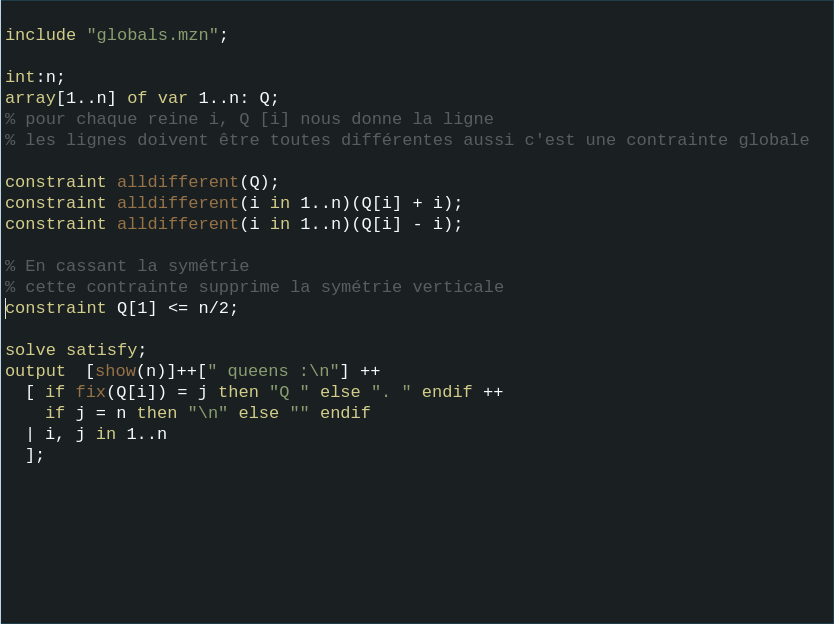 include "globals.mzn";
int:n;
array[1..n] of var 1..n: Q;
% pour chaque reine i, Q [i] nous donne la ligne
% les lignes doivent être toutes différentes aussi c'est une contrainte globale
constraint alldifferent(Q);
constraint alldifferent(i in 1..n)(Q[i] + i);
constraint alldifferent(i in 1..n)(Q[i] - i);
% En cassant la symétrie
% cette contrainte supprime la symétrie verticale
constraint Q[1] <= n/2;
solve satisfy;
output  [show(n)]++[" queens :\n"] ++
  [ if fix(Q[i]) = j then "Q " else ". " endif ++
    if j = n then "\n" else "" endif
  | i, j in 1..n
  ];